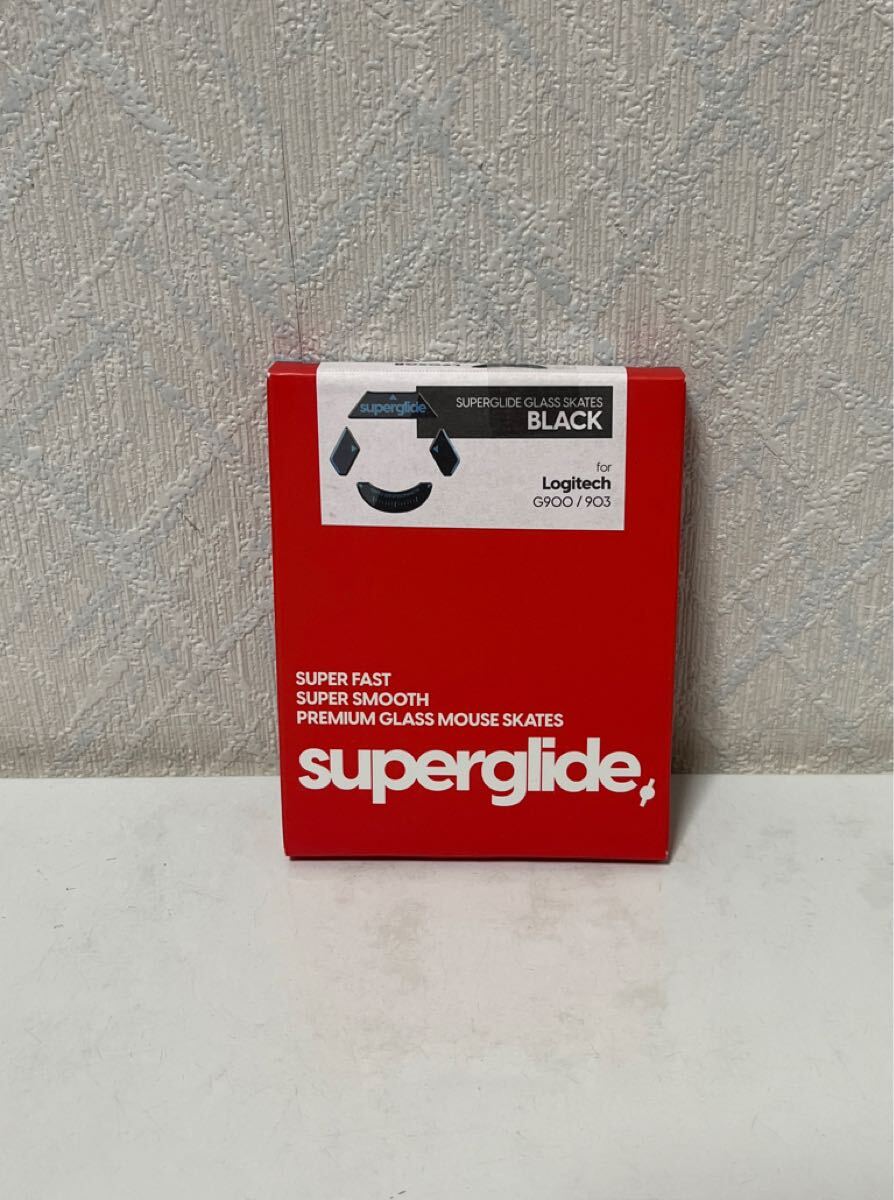 superglide
SUPERGLIDE GLASS SKATES
BLACK
for
Logitech
G900 / 903
SUPER FAST
SUPER SMOOTH
PREMIUM GLASS MOUSE SKATES
superglide